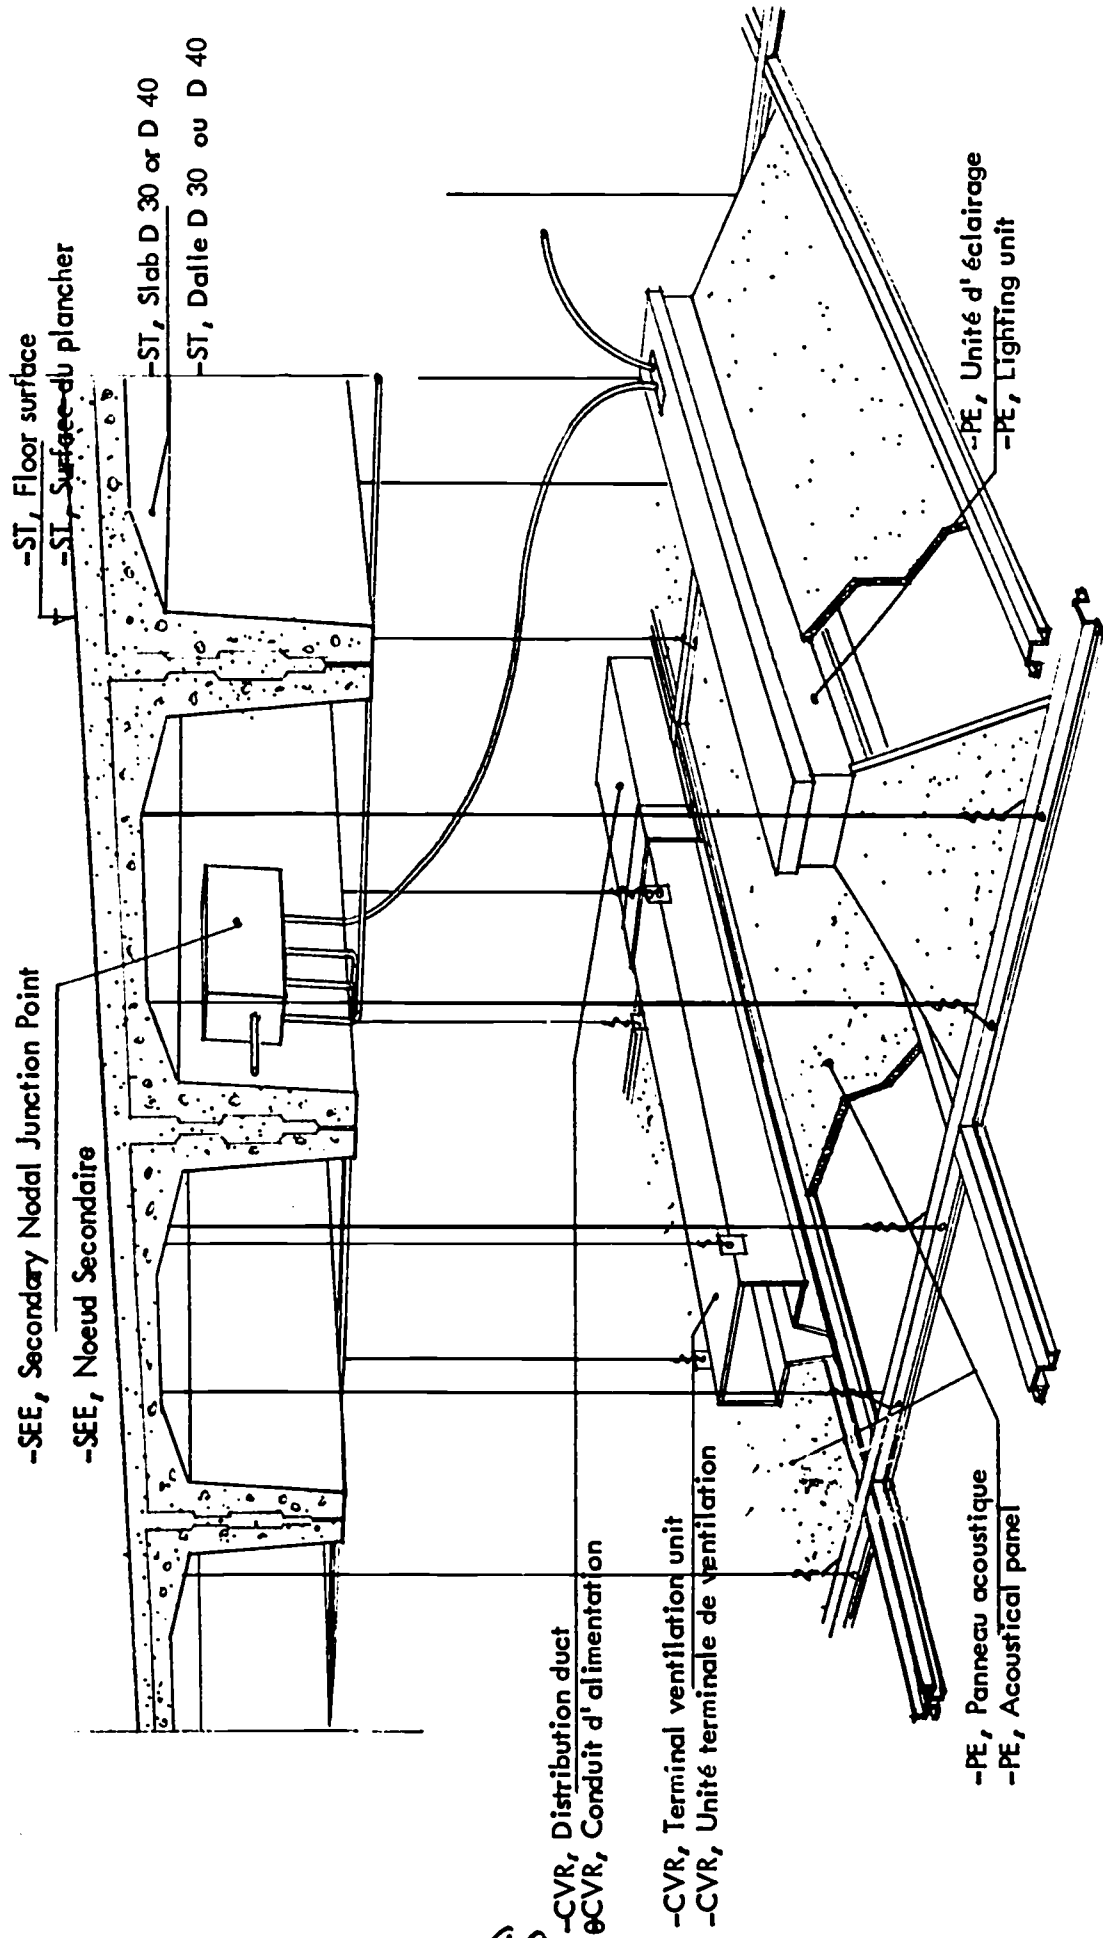 -ST, Floor surface
-ST, Surface du plancher
-ST, Slab D 30 or D 40
-ST, Dalle D 30 ou D 40
-SEE, Secondary Nodal Junction Point
-SEE, Noeud Secondaire
-PE, Unité d'éclairage
-PE, Lighting unit
-CVR, Distribution duct
θCVR, Conduit d'alimentation
-CVR, Terminal ventilation unit
-CVR, Unité terminale de ventilation
-PE, Panneau acoustique
-PE, Acoustical panel